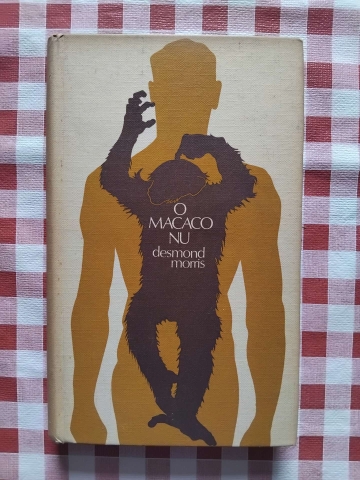 O
MACACO
NU
desmond
morris